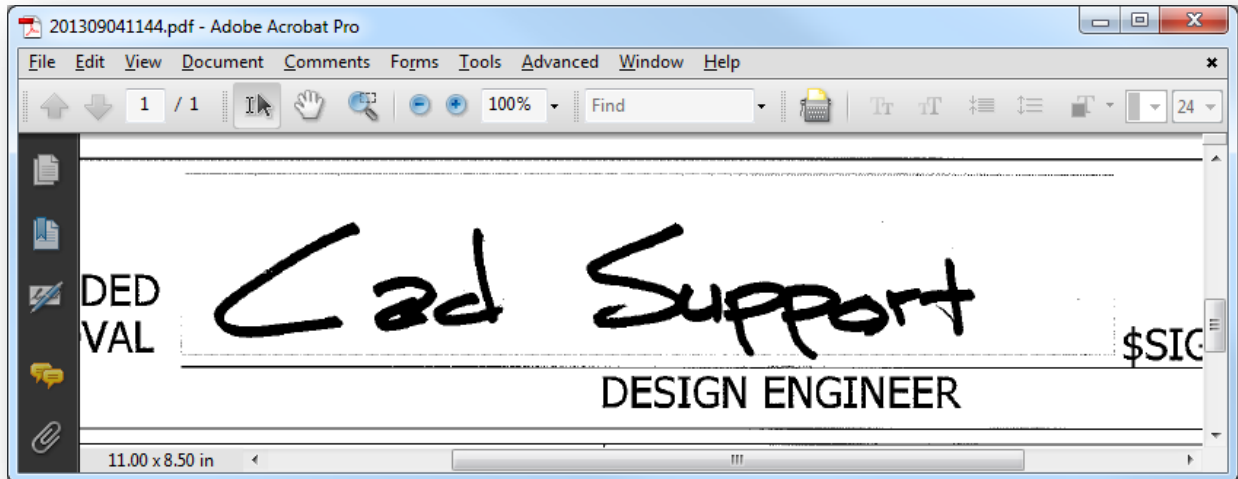 201309041144.pdf - Adobe Acrobat Pro
File Edit View Document Comments Forms Tools Advanced Window Help
1 / 1 100% Find 24
Cad Support
DED
VAL
$SIG
DESIGN ENGINEER
11.00 x 8.50 in